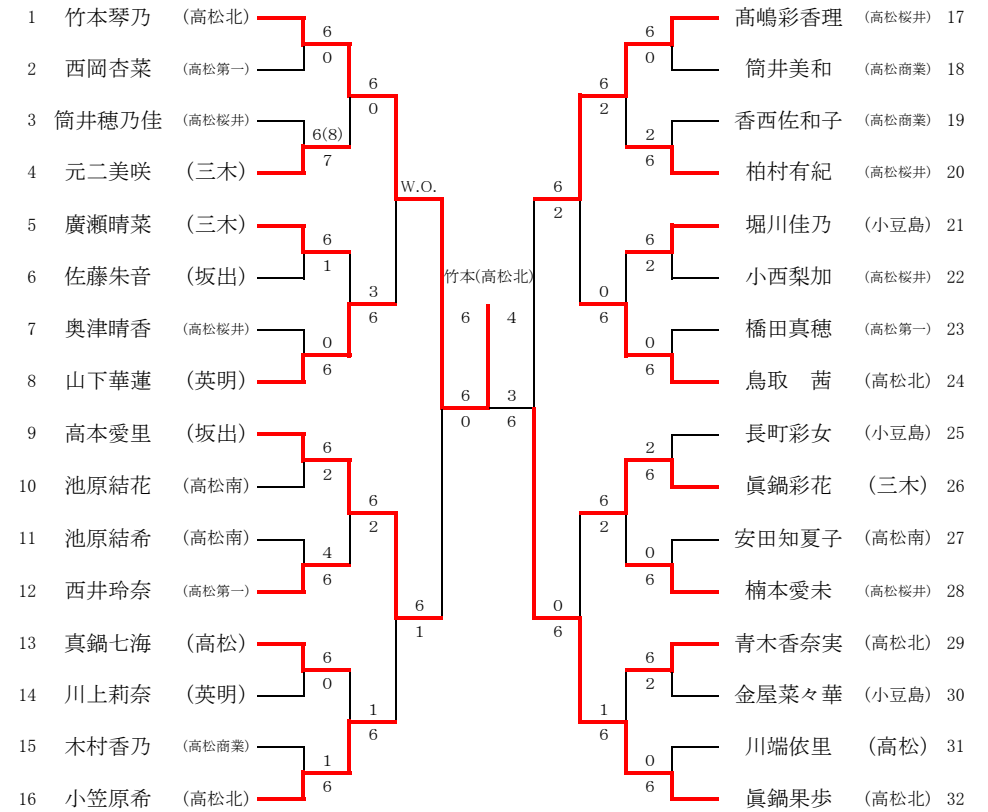 1 竹本琴乃 (高松北)
2 西岡杏菜 (高松第一)
3 筒井穂乃佳 (高松桜井)
4 元二美咲 (三木)
5 廣瀬晴菜 (三木)
6 佐藤朱音 (坂出)
7 奥津晴香 (高松桜井)
8 山下華蓮 (英明)
9 高本愛里 (坂出)
10 池原結花 (高松南)
11 池原結希 (高松南)
12 西井玲奈 (高松第一)
13 真鍋七海 (高松)
14 川上莉奈 (英明)
15 木村香乃 (高松商業)
16 小笠原希 (高松北)
6
0
6(8)
7
6
1
0
6
6
2
4
6
6
0
1
6
6
0
3
6
6
2
1
6
W.O.
6
1
6
0
竹本(高松北)
6 4
3
6
6
2
0
6
6
2
0
6
6
2
1
6
6
0
2
6
6
2
0
6
2
6
0
6
6
2
0
6
髙嶋彩香理 (高松桜井) 17
筒井美和 (高松商業) 18
香西佐和子 (高松商業) 19
柏村有紀 (高松桜井) 20
堀川佳乃 (小豆島) 21
小西梨加 (高松桜井) 22
橋田真穂 (高松第一) 23
鳥取 茜 (高松北) 24
長町彩女 (小豆島) 25
眞鍋彩花 (三木) 26
安田知夏子 (高松南) 27
楠本愛未 (高松桜井) 28
青木香奈実 (高松北) 29
金屋菜々華 (小豆島) 30
川端依里 (高松) 31
眞鍋果歩 (高松北) 32